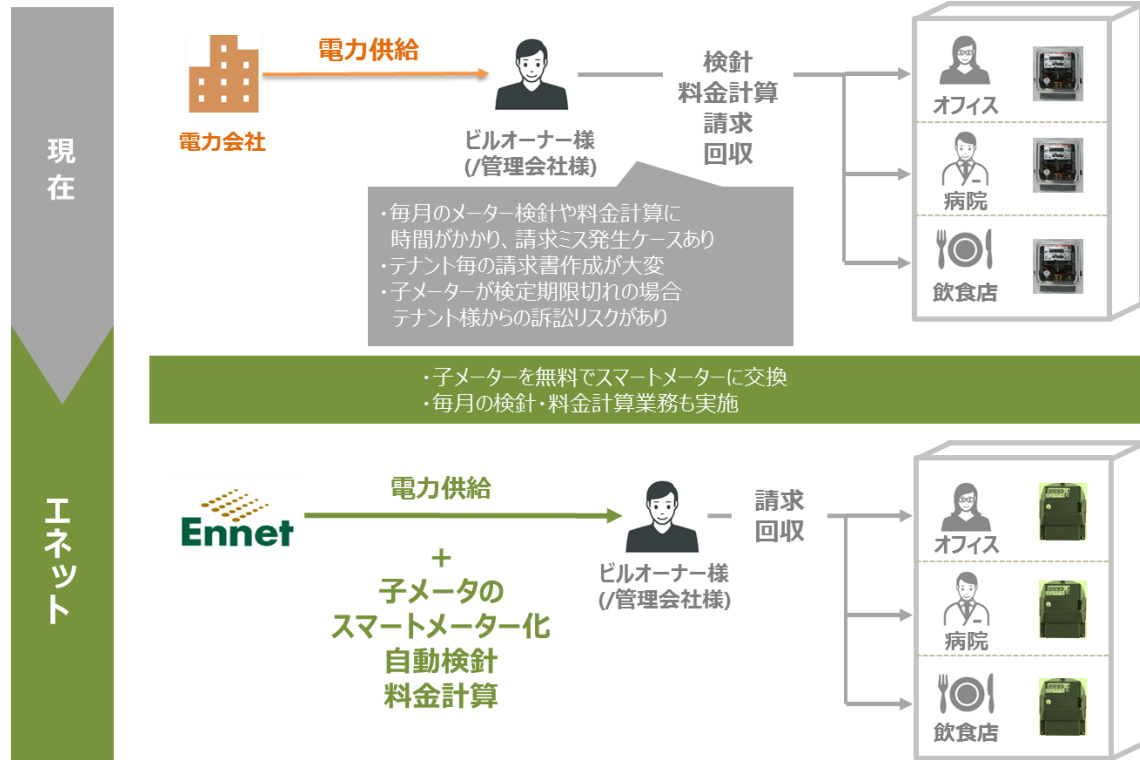 現在
電力供給
電力会社
ビルオーナー様
(/管理会社様)
検針
料金計算
請求
回収
オフィス
病院
飲食店
・毎月のメーター検針や料金計算に
時間がかかり、請求ミス発生ケースあり
・テナント毎の請求書作成が大変
・子メーターが検定期限切れの場合
テナント様からの訴訟リスクがあり
・子メーターを無料でスマートメーターに交換
・毎月の検針・料金計算業務も実施
エネット
Ennet
電力供給
+
子メータの
スマートメーター化
自動検針
料金計算
ビルオーナー様
(/管理会社様)
請求
回収
オフィス
病院
飲食店